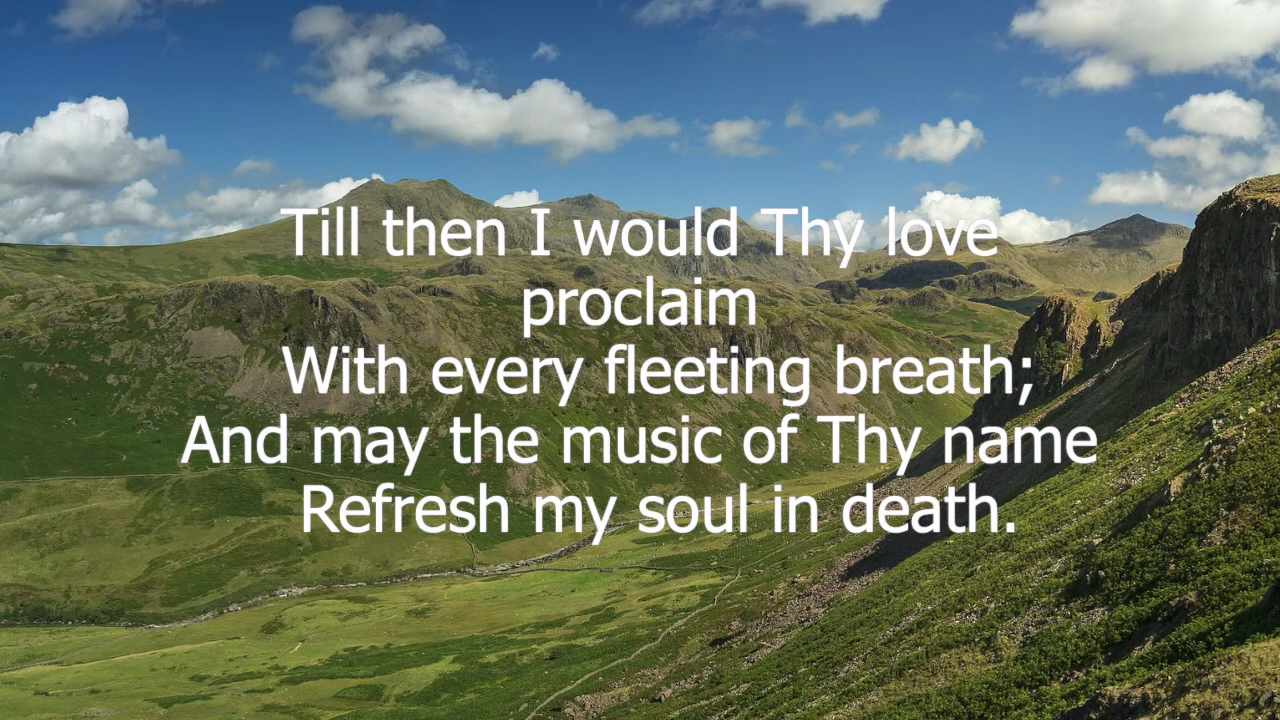 Till then I would Thy love
proclaim
With every fleeting breath;
And may the music of Thy name
Refresh my soul in death.